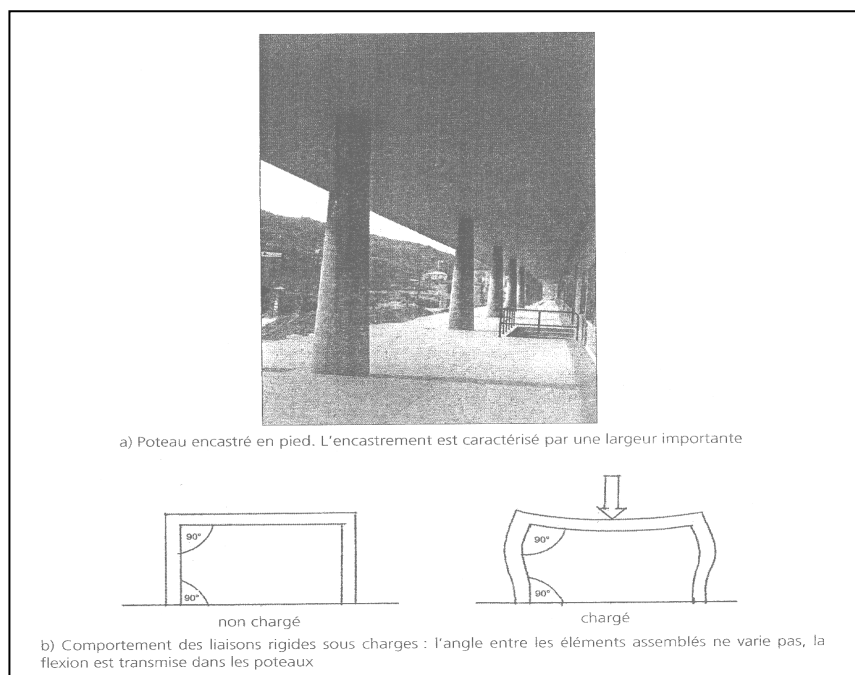 a) Poteau encastré en pied. L'encastrement est caractérisé par une largeur importante
90°
90°
non chargé
90°
90°
chargé
b) Comportement des liaisons rigides sous charges : l'angle entre les éléments assemblés ne varie pas, la
flexion est transmise dans les poteaux